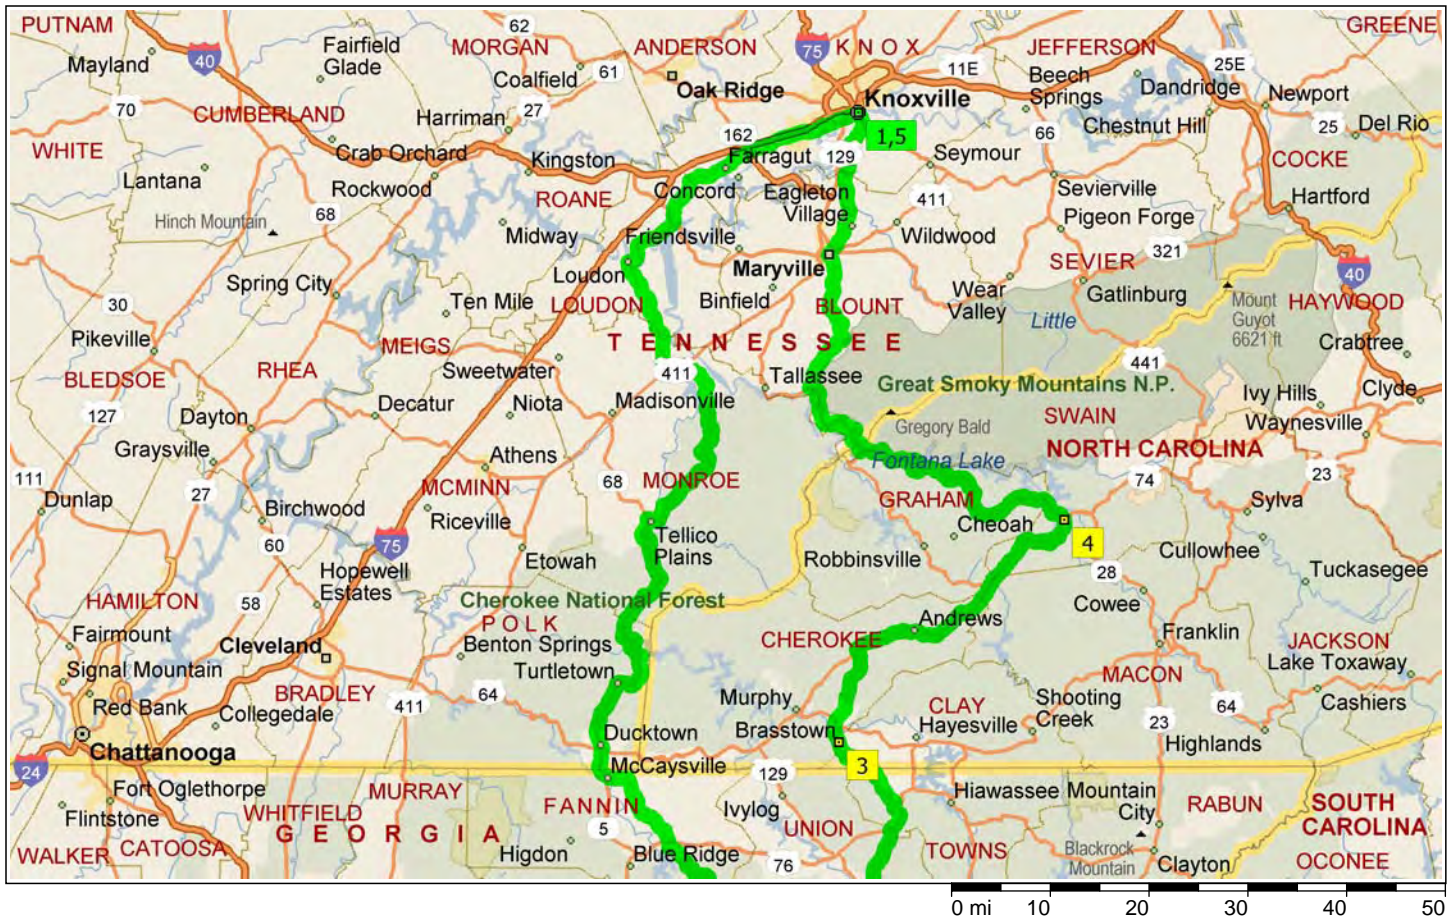 PUTNAM
62
GREENE
Fairfield
Glade
MORGAN
ANDERSON
75
KNOX
JEFFERSON
Mayland
40
Coalfield
61
11E
25E
Oak Ridge
Beech
Springs
Dandridge
Newport
70
CUMBERLAND
27
Knoxville
Harriman
162
1,5
66
Chestnut Hill
25
Del Rio
WHITE
Crab Orchard
Kingston
Farragut
129
Seymour
COCKE
Lantana
Rockwood
ROANE
Concord
Eagleton
Village
411
Sevierville
Hartford
Hinch Mountain
68
Midway
Friendsville
Wildwood
Pigeon Forge
321
Spring City
Loudon
Maryville
SEVIER
40
30
Ten Mile
LOUDON
Binfield
BLOUNT
Wear
Valley
Gatlinburg
Mount
Guyot
6621 ft
HAYWOOD
Little
Pikeville
MEIGS
TENNESSEE
441
Crabtree
BLEDSOE
RHEA
Sweetwater
411
Tallassee
Great Smoky Mountains N.P.
Ivy Hills
Clyde
127
Dayton
Decatur
Niota
Madisonville
Gregory Bald
SWAIN
Waynesville
Graysville
Athens
Fontana Lake
NORTH CAROLINA
111
27
MCMINN
68
MONROE
GRAHAM
74
23
Dunlap
Birchwood
Riceville
Cheoah
Sylva
60
75
Tellico
Plains
Robbinsville
4
Cullowhee
Etowah
28
Tuckasegee
Hopewell
Estates
HAMILTON
58
Cherokee National Forest
Cowee
Fairmount
POLK
CHEROKEE
Andrews
Franklin
JACKSON
Cleveland
Benton Springs
Lake Toxaway
Signal Mountain
Turtletown
MACON
Red Bank
BRADLEY
64
Murphy
CLAY
Shooting
Creek
64
Cashiers
Collegedale
411
Ducktown
Brasstown
Hayesville
23
Highlands
Chattanooga
24
McCaysville
129
3
Fort Oglethorpe
MURRAY
Hiawassee
Mountain
City
RABUN
SOUTH
CAROLINA
Flintstone
WHITFIELD
FANNIN
Ivylog
GEORGIA
5
UNION
WALKER
CATOOSA
Higdon
Blue Ridge
76
TOWNS
Blackrock
Mountain
Clayton
OCONEE
0 mi 10 20 30 40 50